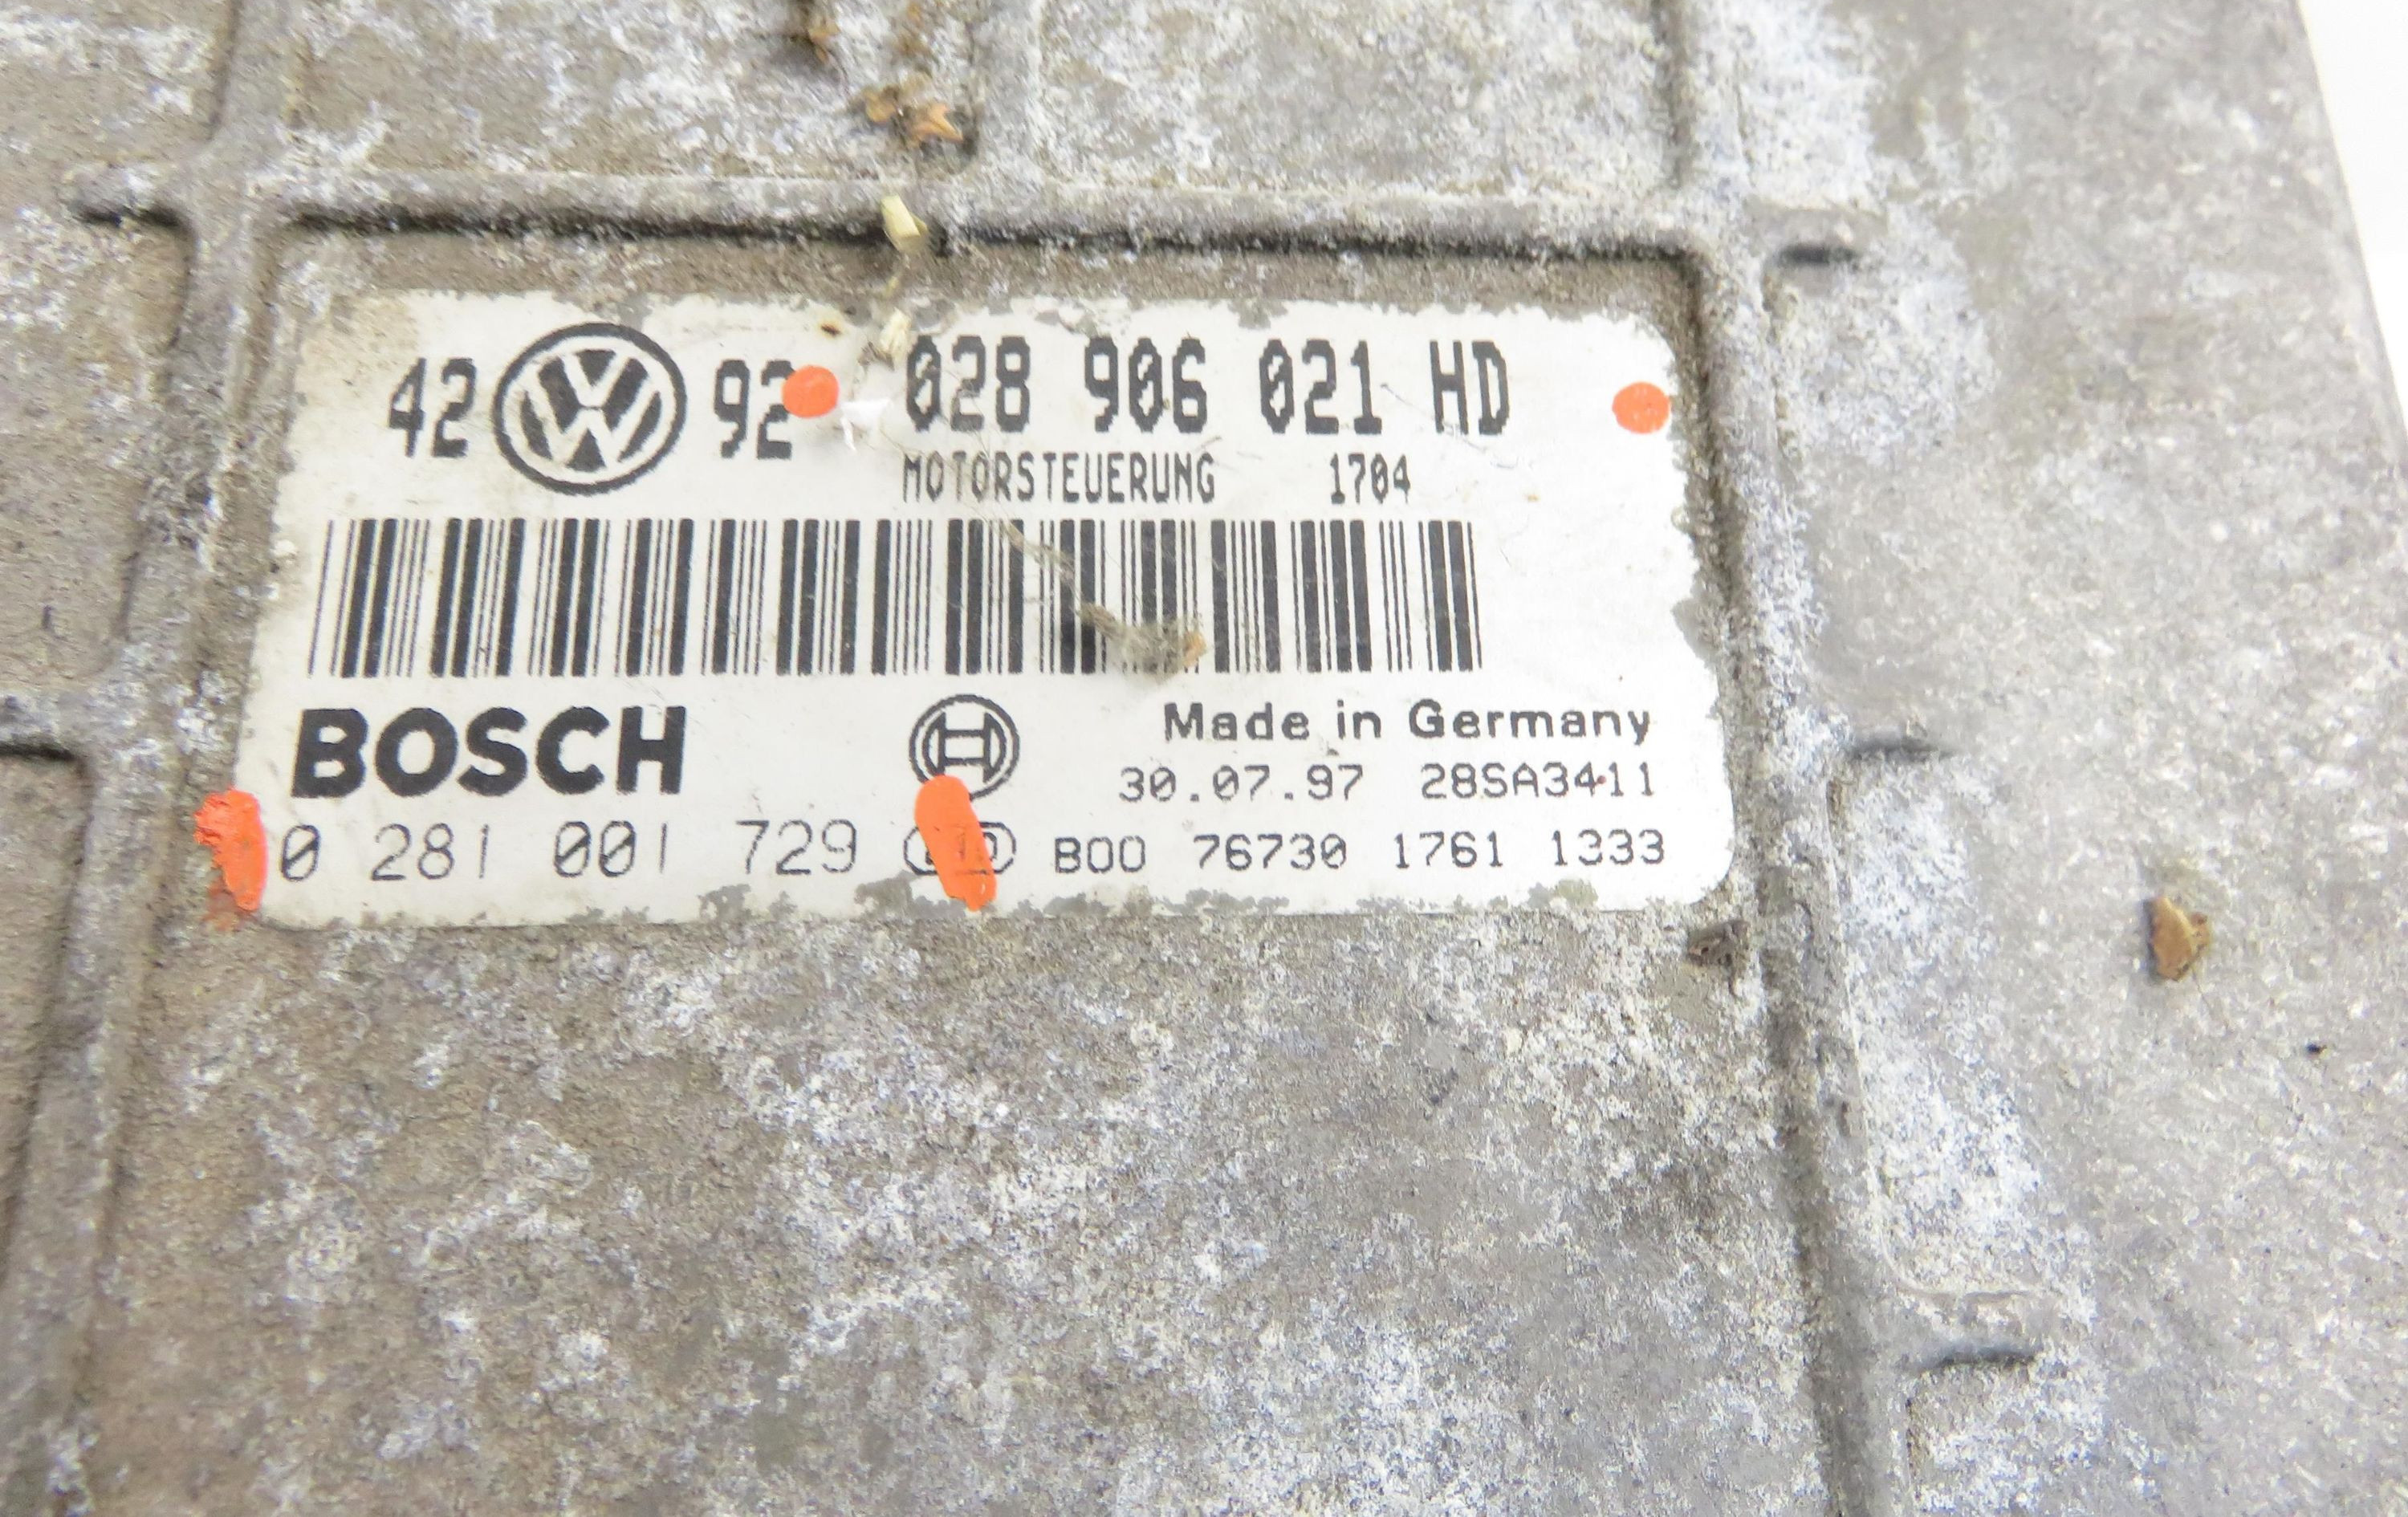 42 VW 92 028 906 021 HD
MOTORSTEUERUNG 1704
BOSCH Made in Germany
30.07.97 28SA3411
0 281 001 729 B00 76730 1761 1333